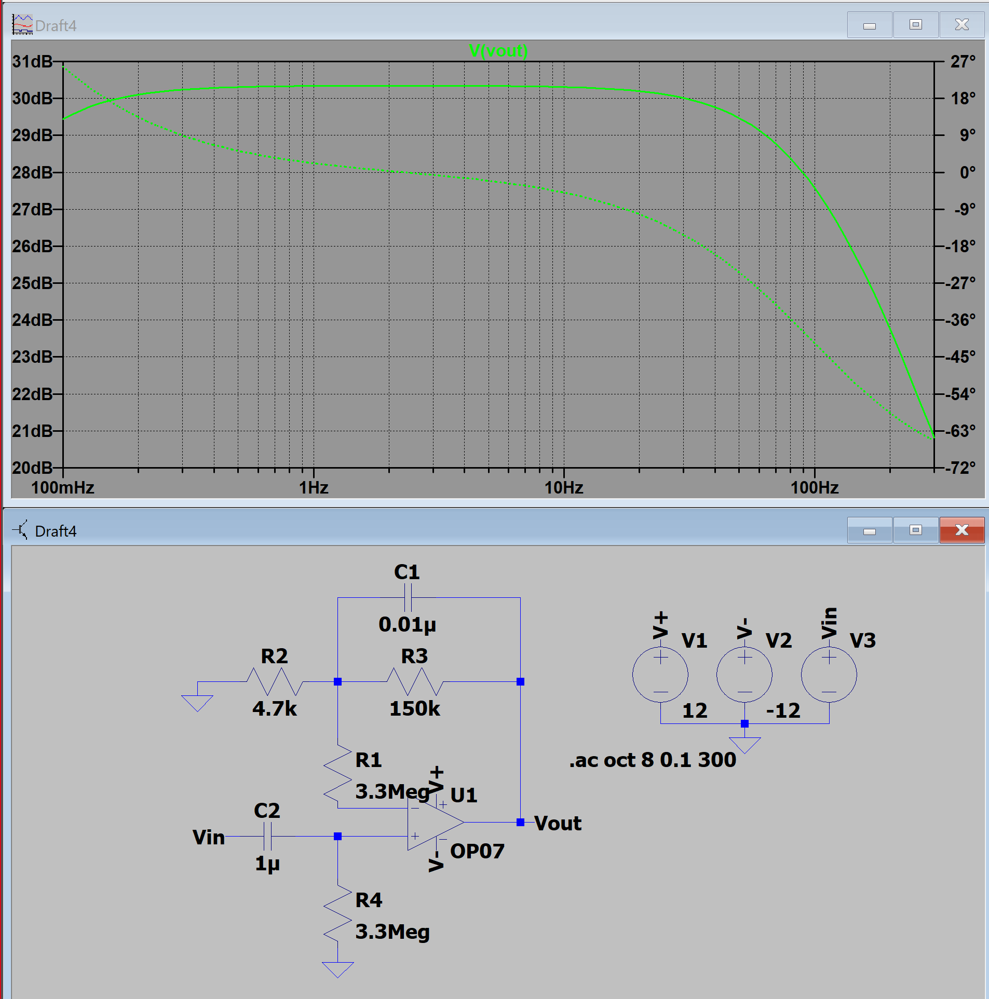 Draft4
V(vout)
31dB
30dB
29dB
28dB
27dB
26dB
25dB
24dB
23dB
22dB
21dB
20dB
27°
18°
9°
0°
-9°
-18°
-27°
-36°
-45°
-54°
-63°
-72°
100mHz 1Hz 10Hz 100Hz
Draft4
C1
0.01µ
R2
4.7k
R3
150k
R1
3.3Meg
V+
U1
C2
Vin
1µ
Vout
OP07
V-
R4
3.3Meg
V+
V1
12
V-
V2
-12
Vin
V3
.ac oct 8 0.1 300